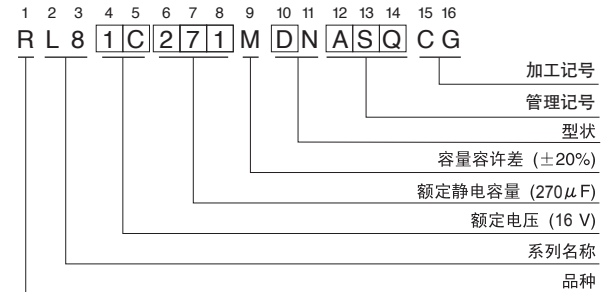 1 2 3 4 5 6 7 8 9 10 11 12 13 14 15 16
R L 8 1 C 2 7 1 M D N A S Q C G
加工记号
管理记号
型状
容量容许差 (±20%)
额定静电容量 (270μF)
额定电压 (16 V)
系列名称
品种